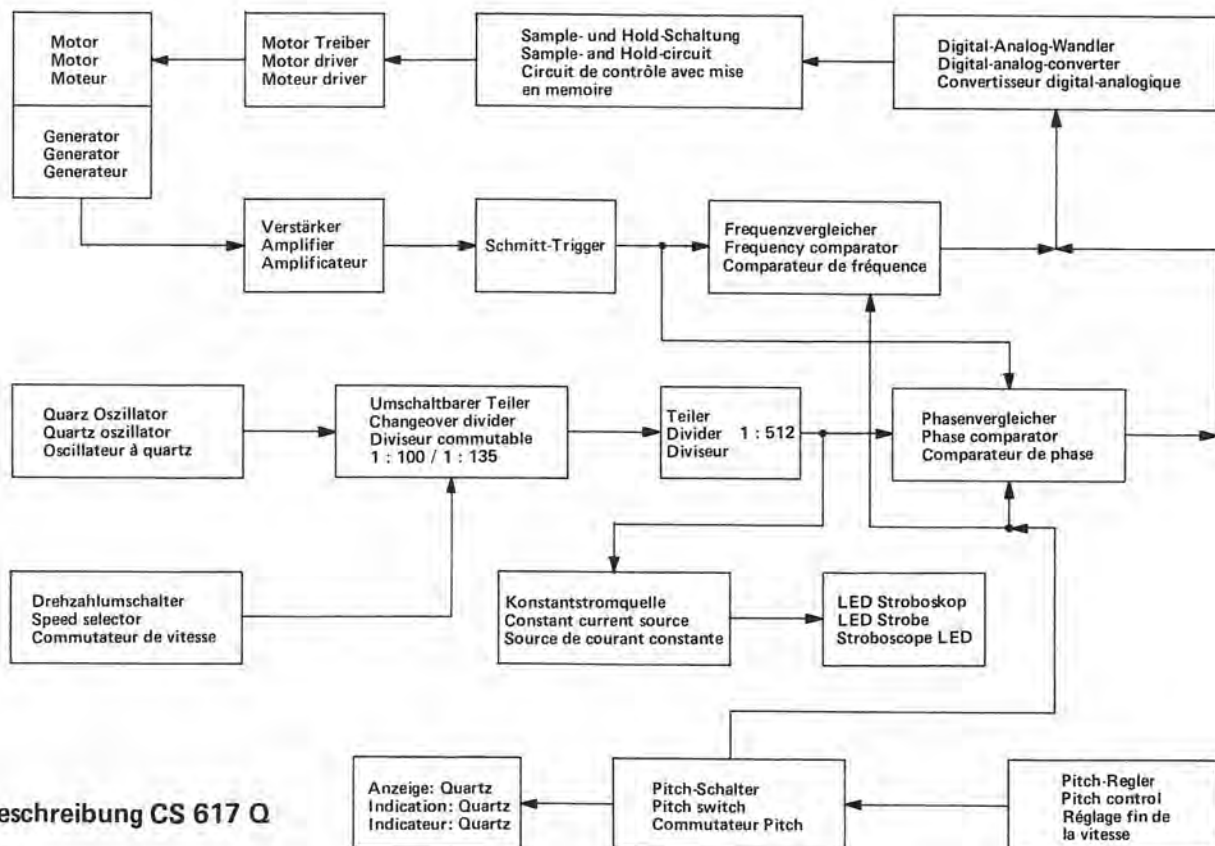 Motor
Motor
Moteur
Motor Treiber
Motor driver
Moteur driver
Sample- und Hold-Schaltung
Sample- and Hold-circuit
Circuit de contrôle avec mise
en memoire
Digital-Analog-Wandler
Digital-analog-converter
Convertisseur digital-analogique
Generator
Generator
Generateur
Verstärker
Amplifier
Amplificateur
Schmitt-Trigger
Frequenzvergleicher
Frequency comparator
Comparateur de fréquence
Quarz Oszillator
Quartz oszillator
Oscillateur à quartz
Umschaltbarer Teiler
Changeover divider
Diviseur commutable
1 : 100 / 1 : 135
Teiler
Divider 1 : 512
Diviseur
Phasenvergleicher
Phase comparator
Comparateur de phase
Drehzahlumschalter
Speed selector
Commutateur de vitesse
Konstantstromquelle
Constant current source
Source de courant constante
LED Stroboskop
LED Strobe
Stroboscope LED
Anzeige: Quartz
Indication: Quartz
Indicateur: Quartz
Pitch-Schalter
Pitch switch
Commutateur Pitch
Pitch-Regler
Pitch control
Réglage fin de
la vitesse
eschreibung CS 617 Q